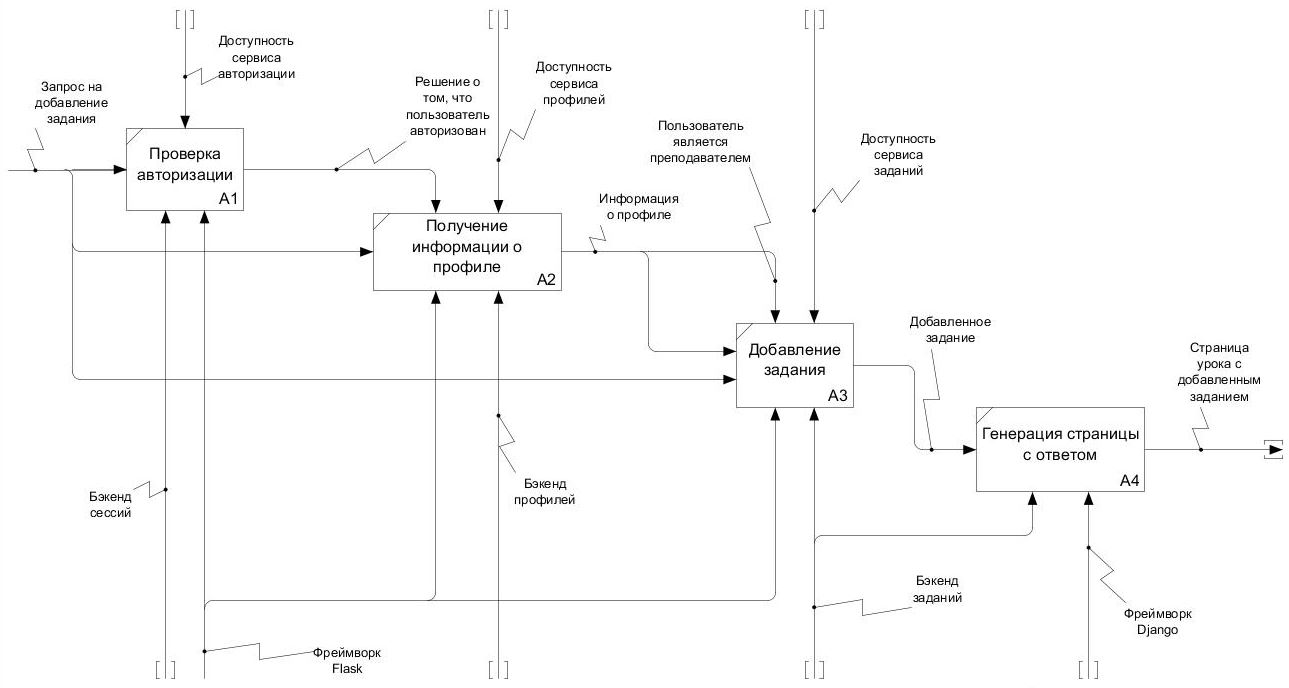 Доступность
сервиса
авторизации
Запрос на
добавление
задания
Решение о
том, что
пользователь
авторизован
Доступность
сервиса
профилей
Пользователь
является
преподавателем
Доступность
сервиса
заданий
Проверка
авторизации
A1
Информация
о профиле
Получение
информации о
профиле
A2
Добавление
задания
A3
Добавленное
задание
Страница
урока с
добавленным
заданием
Генерация страницы
с ответом
A4
Бэкенд
сессий
Бэкенд
профилей
Бэкенд
заданий
Фреймворк
Django
Фреймворк
Flask